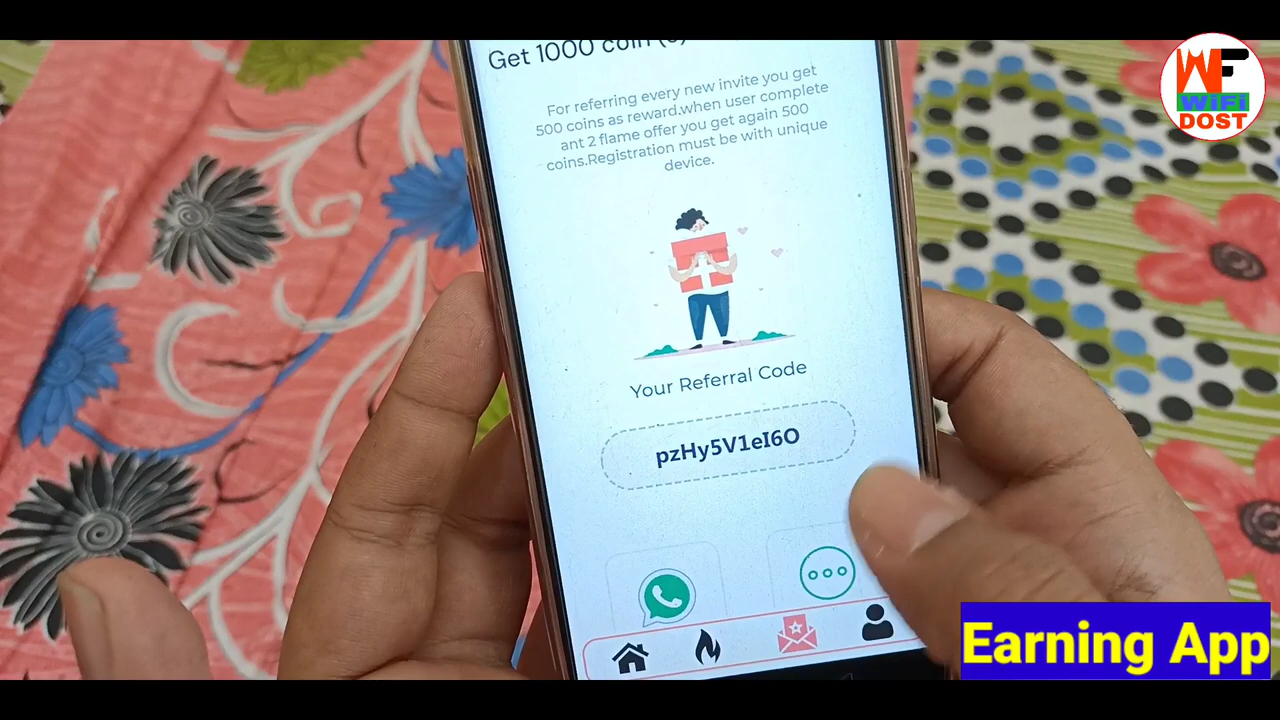 Get 1000 coin
For referring every new invite you get
500 coins as reward.when user complete
ant 2 flame offer you get again 500
coins.Registration must be with unique
device.
Your Referral Code
pzHy5V1eI6O
WF
WiFi
DOST
Earning App